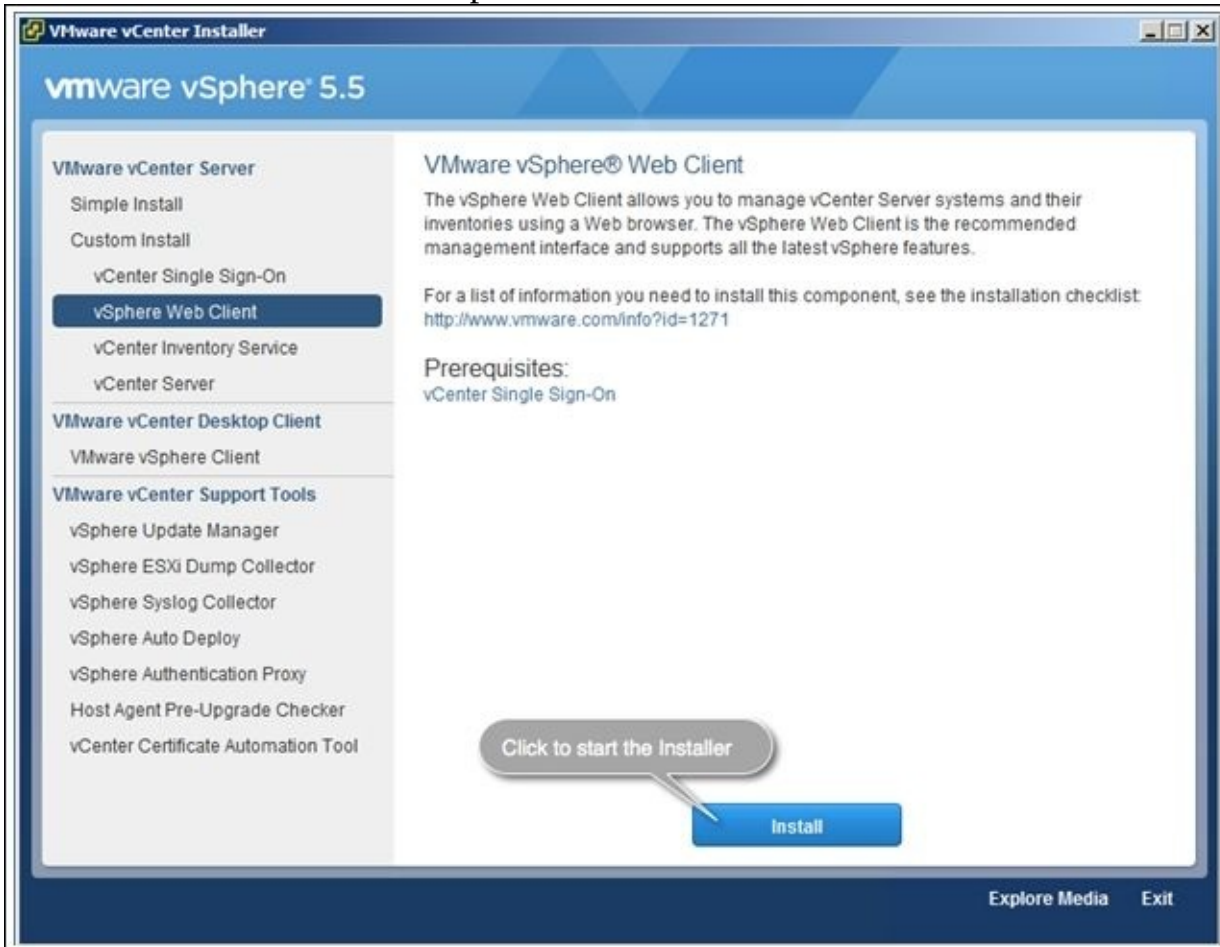 VMware vCenter Installer
vmware vSphere® 5.5
VMware vCenter Server
Simple Install
Custom Install
vCenter Single Sign-On
vSphere Web Client
vCenter Inventory Service
vCenter Server
VMware vCenter Desktop Client
VMware vSphere Client
VMware vCenter Support Tools
vSphere Update Manager
vSphere ESXi Dump Collector
vSphere Syslog Collector
vSphere Auto Deploy
vSphere Authentication Proxy
Host Agent Pre-Upgrade Checker
vCenter Certificate Automation Tool
VMware vSphere® Web Client
The vSphere Web Client allows you to manage vCenter Server systems and their
inventories using a Web browser. The vSphere Web Client is the recommended
management interface and supports all the latest vSphere features.
For a list of information you need to install this component, see the installation checklist:
http://www.vmware.com/info?id=1271
Prerequisites:
vCenter Single Sign-On
Click to start the Installer
Install
Explore Media Exit